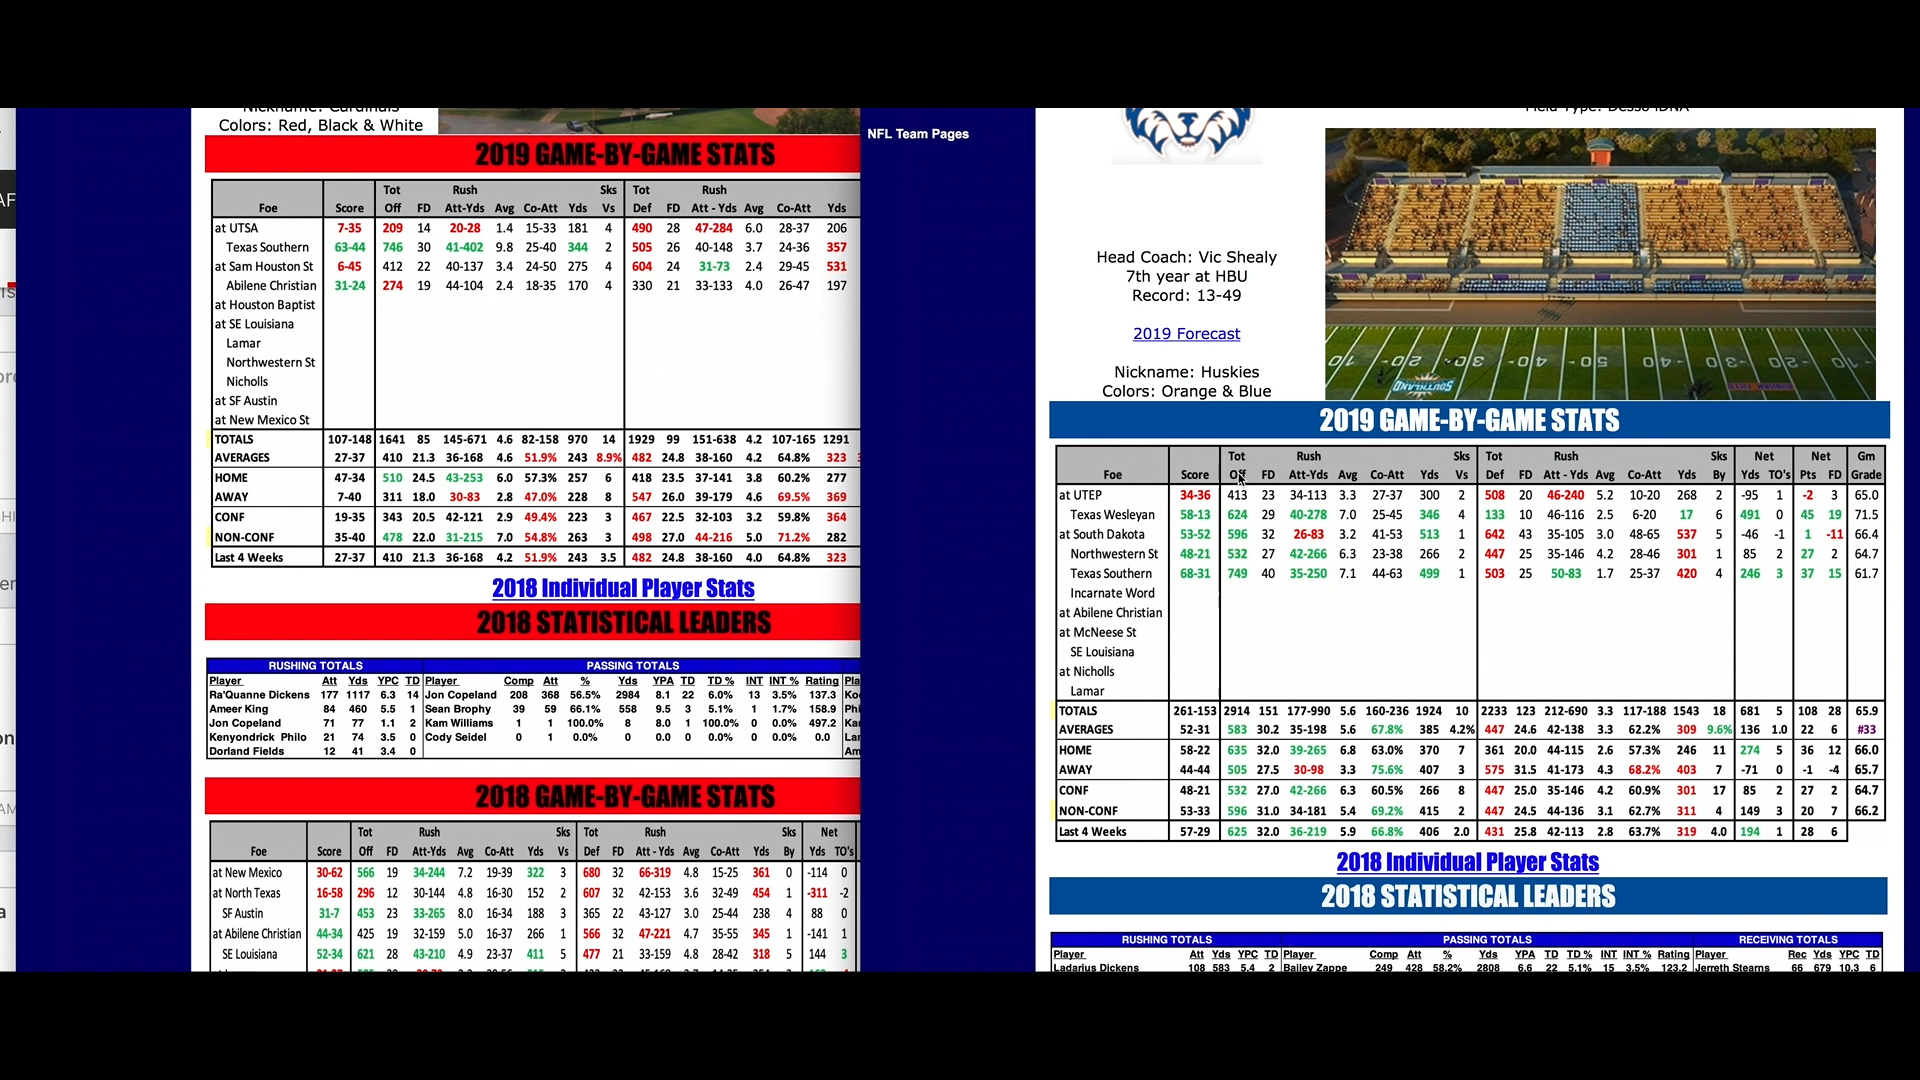 Colors: Red, Black & White
2019 GAME-BY-GAME STATS
Tot Rush Sks Tot Rush
Foe Score Off FD Att-Yds Avg Co-Att Yds Vs Def FD Att - Yds Avg Co-Att Yds
at UTSA 7-35 209 14 20-28 1.4 15-33 181 4 490 28 47-284 6.0 28-37 206
Texas Southern 63-44 746 30 41-402 9.8 25-40 344 2 505 26 40-148 3.7 24-36 357
at Sam Houston St 6-45 412 22 40-137 3.4 24-50 275 4 604 24 31-73 2.4 29-45 531
Abilene Christian 31-24 274 19 44-104 2.4 18-35 170 4 330 21 33-133 4.0 26-47 197
at Houston Baptist
at SE Louisiana
Lamar
Northwestern St
Nicholls
at SF Austin
at New Mexico St
TOTALS 107-148 1641 85 145-671 4.6 82-158 970 14 1929 99 151-638 4.2 107-165 1291
AVERAGES 27-37 410 21.3 36-168 4.6 51.9% 243 8.9% 482 24.8 38-160 4.2 64.8% 323
HOME 47-34 510 24.5 43-253 6.0 57.3% 257 6 418 23.5 37-141 3.8 60.2% 277
AWAY 7-40 311 18.0 30-83 2.8 47.0% 228 8 547 26.0 39-179 4.6 69.5% 369
CONF 19-35 343 20.5 42-121 2.9 49.4% 223 3 467 22.5 32-103 3.2 59.8% 364
NON-CONF 35-40 478 22.0 31-215 7.0 54.8% 263 3 498 27.0 44-216 5.0 71.2% 282
Last 4 Weeks 27-37 410 21.3 36-168 4.2 51.9% 243 3.5 482 24.8 38-160 4.0 64.8% 323
2018 Individual Player Stats
2018 STATISTICAL LEADERS
RUSHING TOTALS PASSING TOTALS
Player Att Yds YPC TD Player Comp Att % Yds YPA TD TD % INT INT % Rating
Ra'Quanne Dickens 177 1117 6.3 14 Jon Copeland 208 368 56.5% 2984 8.1 22 6.0% 13 3.5% 137.3
Ameer King 84 460 5.5 1 Sean Brophy 39 59 66.1% 558 9.5 3 5.1% 1 1.7% 158.9
Jon Copeland 71 77 1.1 2 Kam Williams 1 1 100.0% 8 8.0 1 100.0% 0 0.0% 497.2
Kenyondrick Philo 21 74 3.5 0 Cody Seidel 0 1 0.0% 0 0.0 0 0.0% 0 0.0% 0.0
Dorland Fields 12 41 3.4 0
2018 GAME-BY-GAME STATS
Tot Rush Sks Tot Rush Sks Net
Foe Score Off FD Att-Yds Avg Co-Att Yds Vs Def FD Att - Yds Avg Co-Att Yds By Yds TO's
at New Mexico 30-62 566 19 34-244 7.2 19-39 322 3 680 32 66-319 4.8 15-25 361 0 -114 0
at North Texas 16-58 296 12 30-144 4.8 16-30 152 2 607 32 42-153 3.6 32-49 454 1 -311 -2
SF Austin 31-7 453 23 33-265 8.0 16-34 188 3 365 22 43-127 3.0 25-44 238 4 88 0
at Abilene Christian 44-34 425 19 32-159 5.0 16-37 266 1 566 32 47-221 4.7 35-55 345 1 -141 1
SE Louisiana 52-34 621 28 43-210 4.9 23-37 411 5 477 21 33-159 4.8 28-42 318 5 144 3
NFL Team Pages
Head Coach: Vic Shealy
7th year at HBU
Record: 13-49
2019 Forecast
Nickname: Huskies
Colors: Orange & Blue
2019 GAME-BY-GAME STATS
Tot Rush Sks Tot Rush Sks Net Net Gm
Foe Score Off FD Att-Yds Avg Co-Att Yds Vs Def FD Att - Yds Avg Co-Att Yds By Yds TO's Pts FD Grade
at UTEP 34-36 413 23 34-113 3.3 27-37 300 2 508 20 46-240 5.2 10-20 268 2 -95 1 -2 3 65.0
Texas Wesleyan 58-13 624 29 40-278 7.0 25-45 346 4 133 10 46-116 2.5 6-20 17 6 491 0 45 19 71.5
at South Dakota 53-52 596 32 26-83 3.2 41-53 513 1 642 43 35-105 3.0 48-65 537 5 -46 -1 1 -11 66.4
Northwestern St 48-21 532 27 42-266 6.3 23-38 266 2 447 25 35-146 4.2 28-46 301 1 85 2 27 2 64.7
Texas Southern 68-31 749 40 35-250 7.1 44-63 499 1 503 25 50-83 1.7 25-37 420 4 246 3 37 15 61.7
Incarnate Word
at Abilene Christian
at McNeese St
SE Louisiana
at Nicholls
Lamar
TOTALS 261-153 2914 151 177-990 5.6 160-236 1924 10 2233 123 212-690 3.3 117-188 1543 18 681 5 108 28 65.9
AVERAGES 52-31 583 30.2 35-198 5.6 67.8% 385 4.2% 447 24.6 42-138 3.3 62.2% 309 9.6% 136 1.0 22 6 #33
HOME 58-22 635 32.0 39-265 6.8 63.0% 370 7 361 20.0 44-115 2.6 57.3% 246 11 274 5 36 12 66.0
AWAY 44-44 505 27.5 30-98 3.3 75.6% 407 3 575 31.5 41-173 4.3 68.2% 403 7 -71 0 -1 -4 65.7
CONF 48-21 532 27.0 42-266 6.3 60.5% 266 8 447 25.0 35-146 4.2 60.9% 301 17 85 2 27 2 64.7
NON-CONF 53-33 596 31.0 34-181 5.4 69.2% 415 2 447 24.5 44-136 3.1 62.7% 311 4 149 3 20 7 66.2
Last 4 Weeks 57-29 625 32.0 36-219 5.9 66.8% 406 2.0 431 25.8 42-113 2.8 63.7% 319 4.0 194 1 28 6
2018 Individual Player Stats
2018 STATISTICAL LEADERS
RUSHING TOTALS PASSING TOTALS RECEIVING TOTALS
Player Att Yds YPC TD Player Comp Att % Yds YPA TD TD % INT INT % Rating Player Rec Yds YPC TD
Ladarius Dickens 108 583 5.4 2 Bailey Zappe 249 428 58.2% 2808 6.6 22 5.1% 15 3.5% 123.2 Jerreth Stearns 66 679 10.3 6